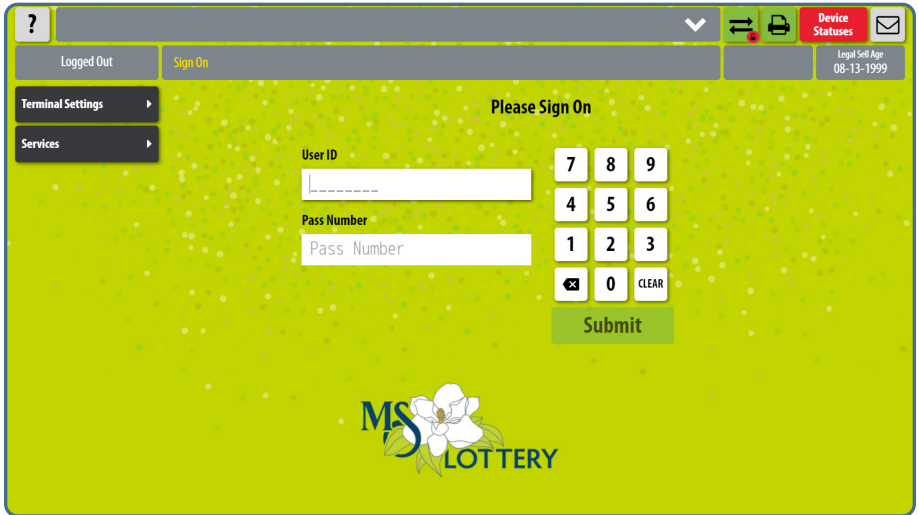 ?
Device
Statuses
Logged Out
Sign On
Legal Sell Age
08-13-1999
Terminal Settings
Services
Please Sign On
User ID
________
Pass Number
Pass Number
7 8 9
4 5 6
1 2 3
0 CLEAR
Submit
MS
LOTTERY